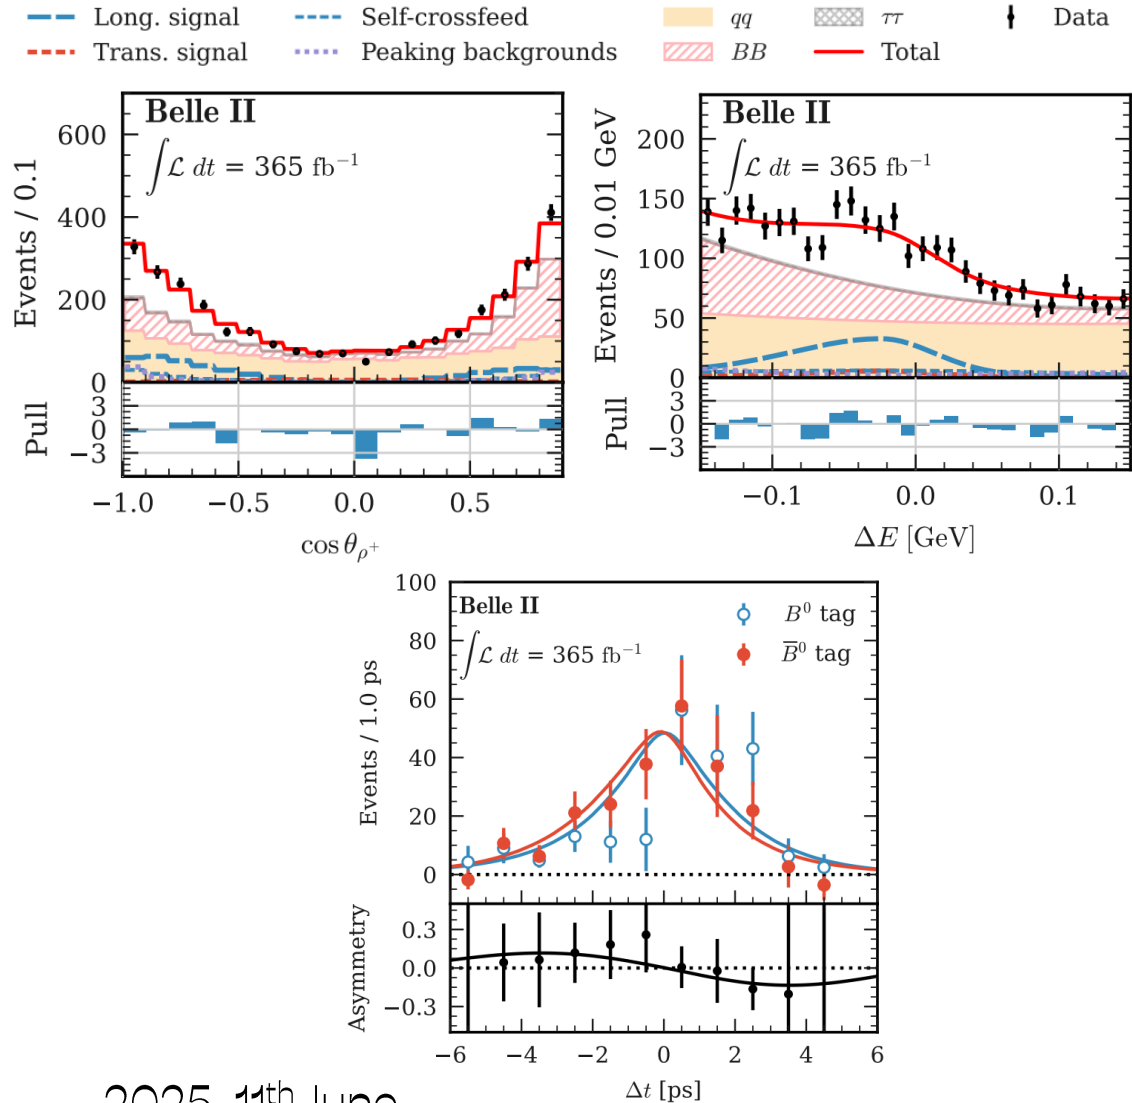 Long. signal Self-crossfeed qq ττ Data
Trans. signal Peaking backgrounds BB Total
Belle II
∫ℒ dt = 365 fb⁻¹
Events / 0.1
600
400
200
0
Pull
3
0
−3
−1.0 −0.5 0.0 0.5
cos θρ⁺
Belle II
∫ℒ dt = 365 fb⁻¹
Events / 0.01 GeV
200
150
100
50
0
Pull
3
0
−3
−0.1 0.0 0.1
ΔE [GeV]
Belle II
∫ℒ dt = 365 fb⁻¹
B⁰ tag
B̅⁰ tag
Events / 1.0 ps
100
80
60
40
20
0
Asymmetry
0.3
0.0
−0.3
−6 −4 −2 0 2 4 6
Δt [ps]
2025, 11th June